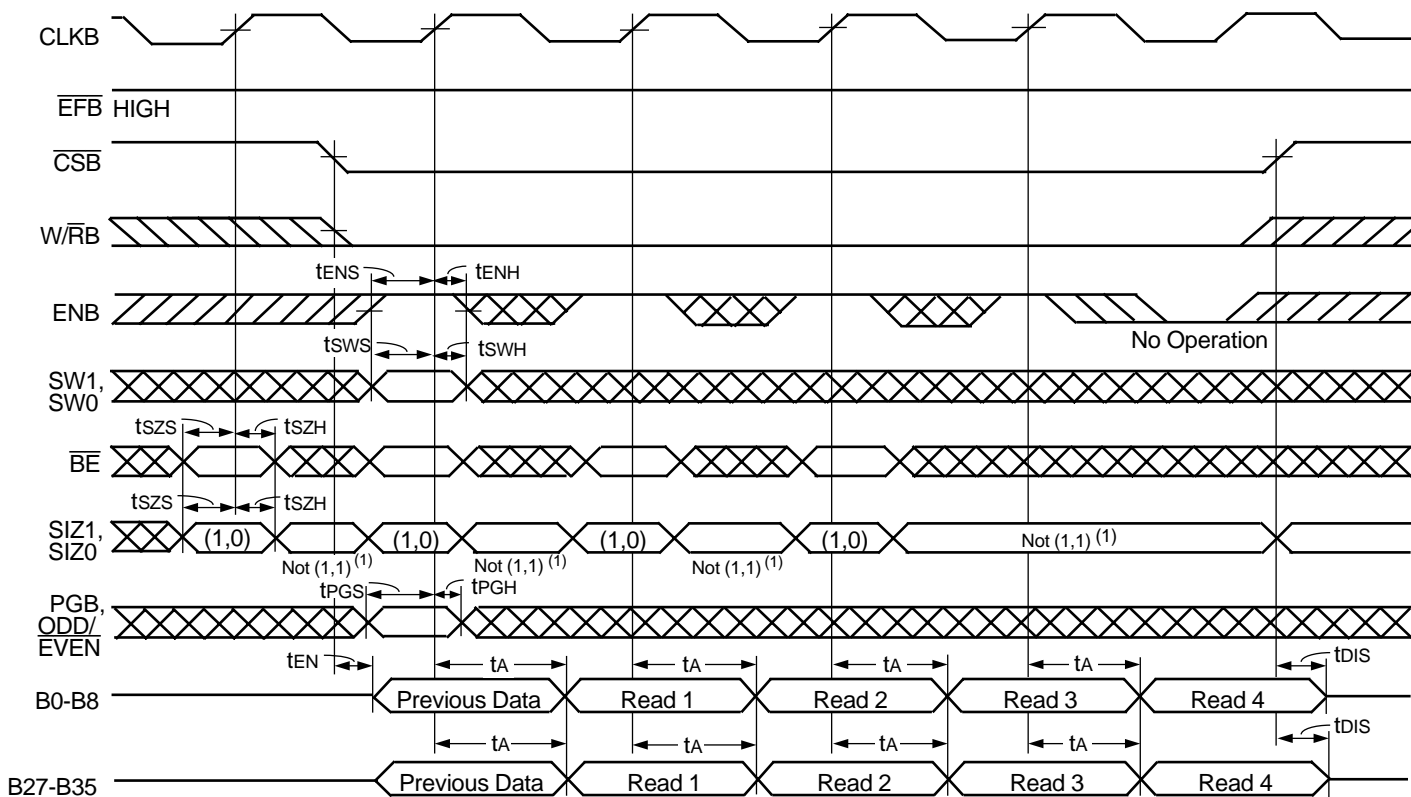 CLKB
EFB HIGH
CSB
W/RB
tENS tENH
ENB
No Operation
tSWS tSWH
SW1,
SW0
tSZS tSZH
BE
tSZS tSZH
SIZ1,
SIZ0
(1,0) (1,0) (1,0) (1,0) Not (1,1) (1)
Not (1,1) (1) Not (1,1) (1) Not (1,1) (1)
tPGS tPGH
PGB,
ODD/
EVEN
tEN tA tA tA tA tDIS
B0-B8 Previous Data Read 1 Read 2 Read 3 Read 4
tA tA tA tA tDIS
B27-B35 Previous Data Read 1 Read 2 Read 3 Read 4